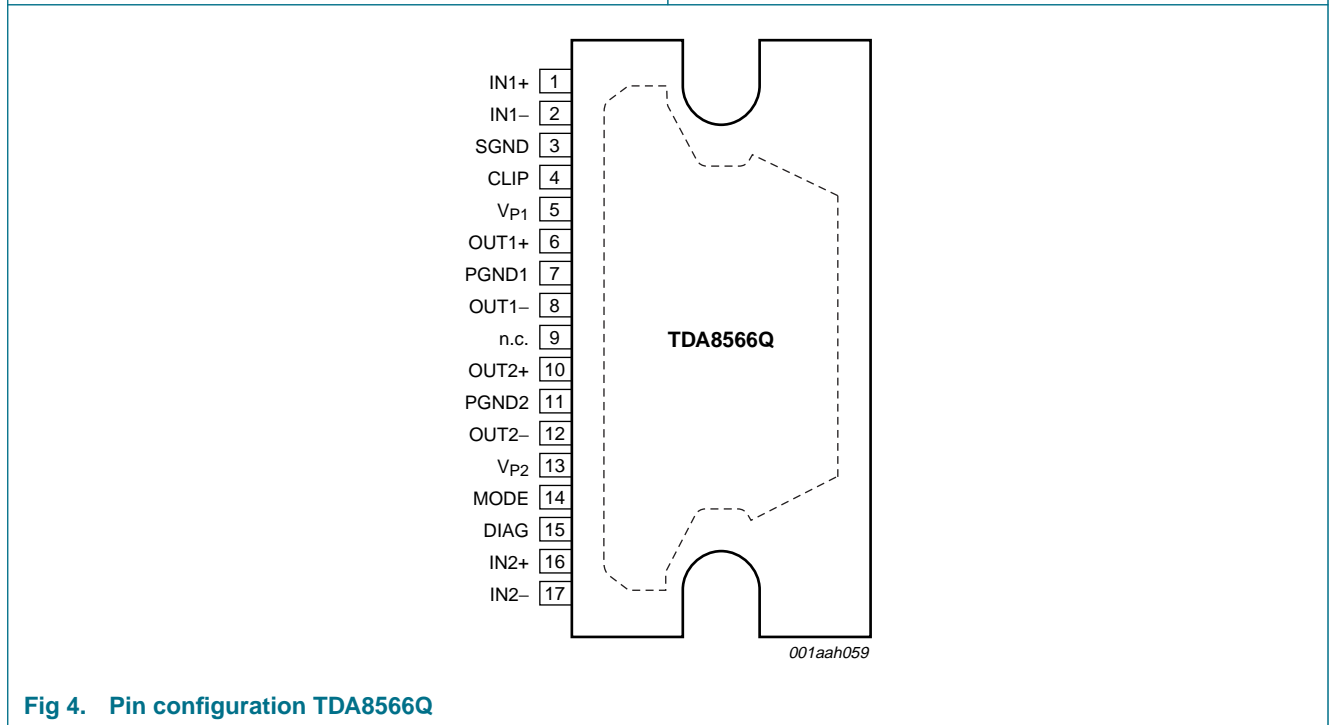 IN1+ 1
IN1− 2
SGND 3
CLIP 4
VP1 5
OUT1+ 6
PGND1 7
OUT1− 8
n.c. 9
TDA8566Q
OUT2+ 10
PGND2 11
OUT2− 12
VP2 13
MODE 14
DIAG 15
IN2+ 16
IN2− 17
001aah059
Fig 4. Pin configuration TDA8566Q